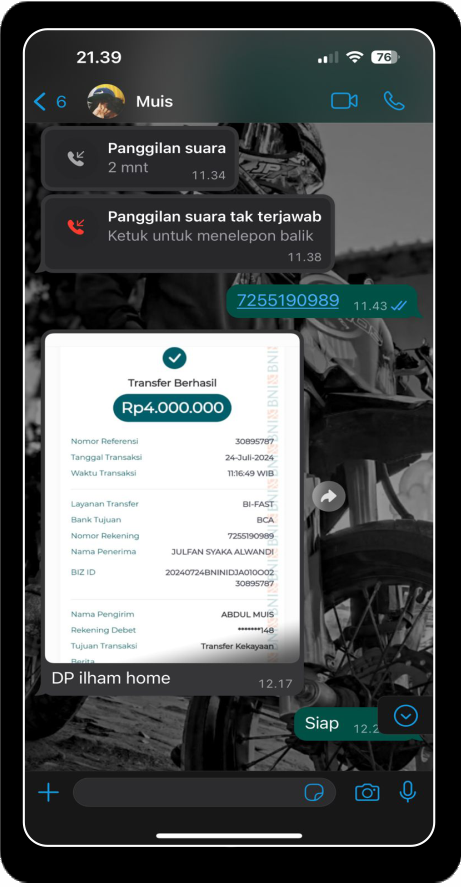 21.39
76
6
Muis
Panggilan suara
2 mnt
11.34
Panggilan suara tak terjawab
Ketuk untuk menelepon balik
11.38
7255190989
11.43
Transfer Berhasil
Rp4.000.000
Nomor Referensi 30895787
Tanggal Transaksi 24-Juli-2024
Waktu Transaksi 11:16:49 WIB
Layanan Transfer BI-FAST
Bank Tujuan BCA
Nomor Rekening 7255190989
Nama Penerima JULFAN SYAKA ALWANDI
BIZ ID 20240724BNINIDJA010O02
30895787
Nama Pengirim ABDUL MUIS
Rekening Debet *******148
Tujuan Transaksi Transfer Kekayaan
Berita
BNI BNI BNI BNI BNI BNI BNI
DP ilham home
12.17
Siap
12.2